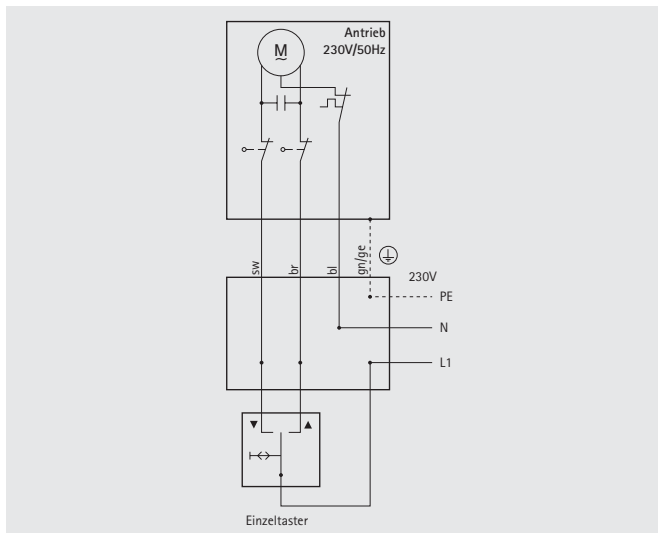 Antrieb
230V/50Hz
M
~
sw
br
bl
gn/ge
230V
PE
N
L1
Einzeltaster